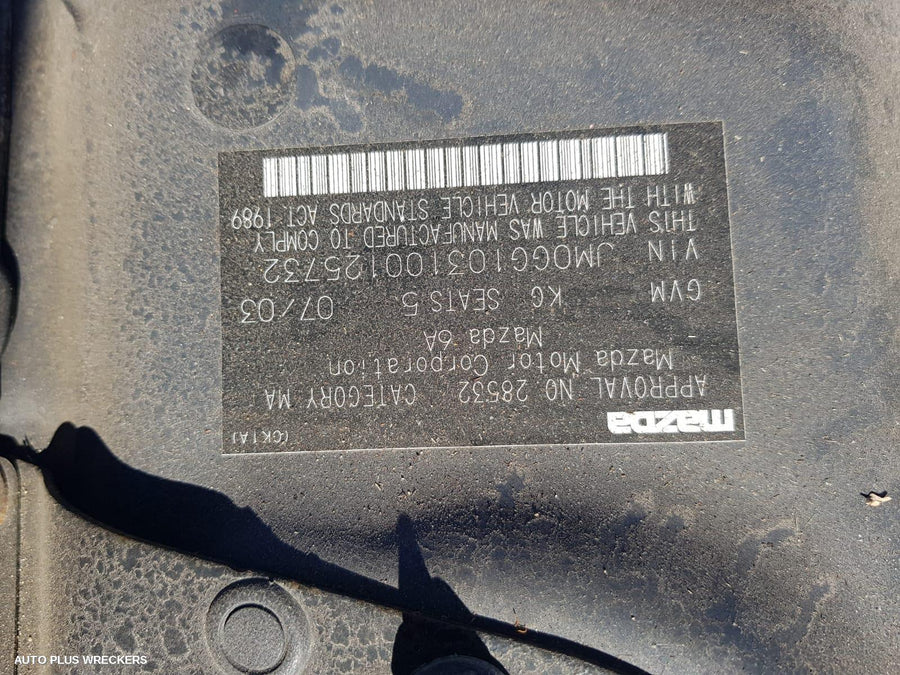 mazda
(CK1A)
APPROVAL NO 28532 CATEGORY MA
Mazda Motor Corporation
Mazda 6A
GVM KG SEATS 5 07/03
VIN JM0GG103100125732
THIS VEHICLE WAS MANUFACTURED TO COMPLY
WITH THE MOTOR VEHICLE STANDARDS ACT 1989
AUTO PLUS WRECKERS